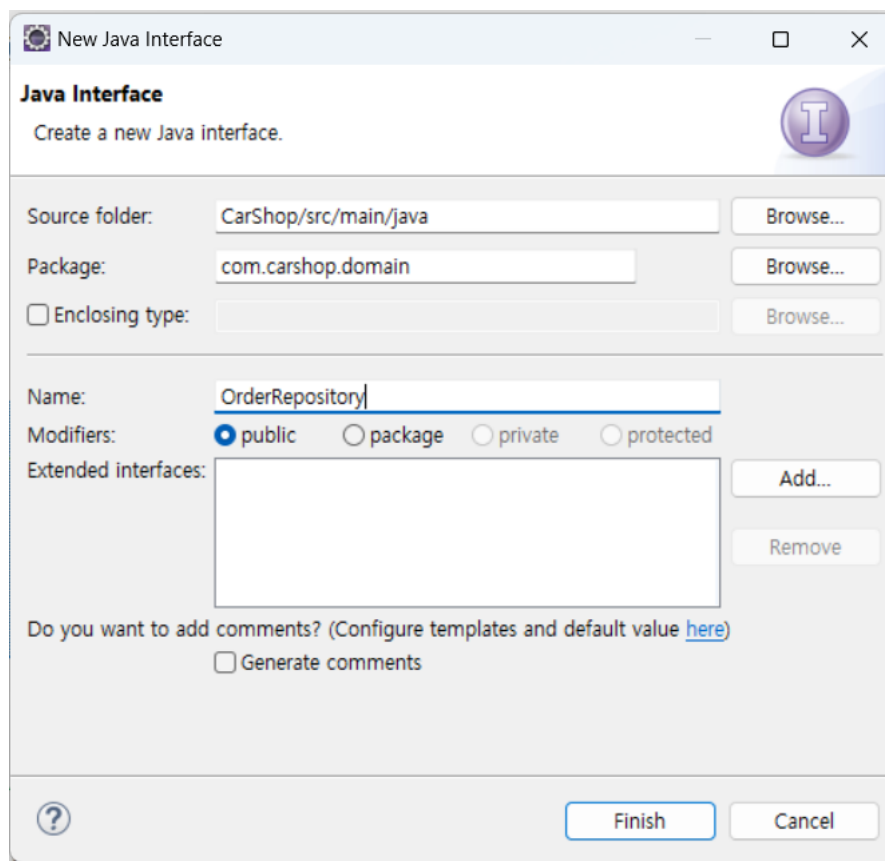 New Java Interface
Java Interface
Create a new Java interface.
Source folder: CarShop/src/main/java Browse...
Package: com.carshop.domain Browse...
Enclosing type: Browse...
Name: OrderRepository
Modifiers: public package private protected
Extended interfaces: Add...
Remove
Do you want to add comments? (Configure templates and default value here)
Generate comments
? Finish Cancel